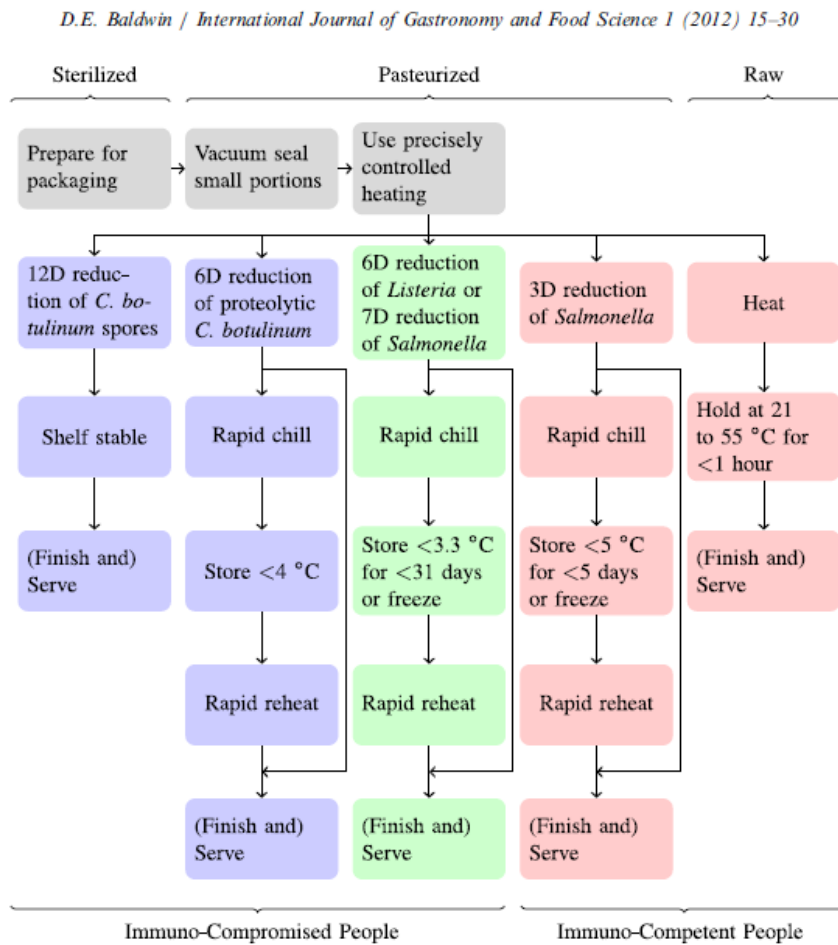 D.E. Baldwin / International Journal of Gastronomy and Food Science 1 (2012) 15–30
Sterilized
Pasteurized
Raw
Prepare for
packaging
Vacuum seal
small portions
Use precisely
controlled
heating
12D reduc-
tion of C. bo-
tulinum spores
6D reduction
of proteolytic
C. botulinum
6D reduction
of Listeria or
7D reduction
of Salmonella
3D reduction
of Salmonella
Heat
Shelf stable
Rapid chill
Rapid chill
Rapid chill
Hold at 21
to 55 °C for
<1 hour
(Finish and)
Serve
Store <4 °C
Store <3.3 °C
for <31 days
or freeze
Store <5 °C
for <5 days
or freeze
(Finish and)
Serve
Rapid reheat
Rapid reheat
Rapid reheat
(Finish and)
Serve
(Finish and)
Serve
(Finish and)
Serve
Immuno-Compromised People
Immuno-Competent People